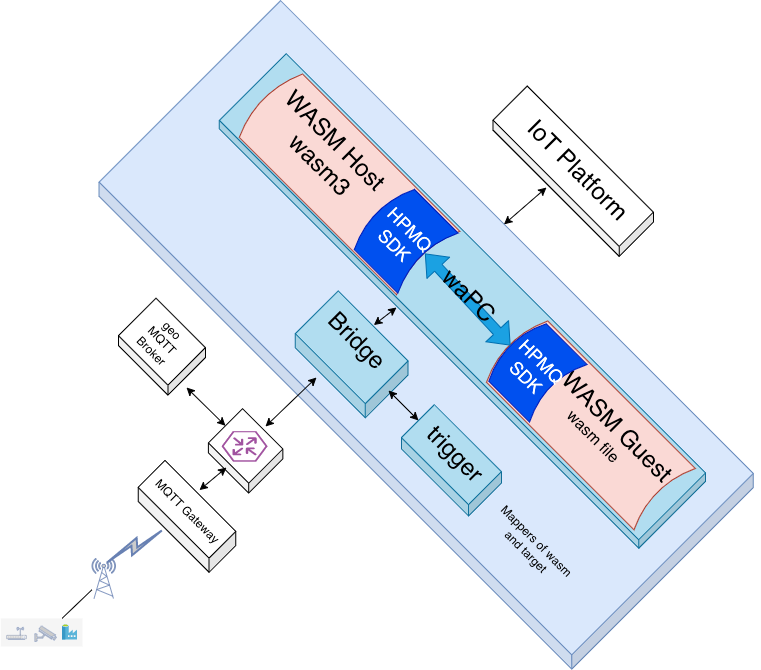 WASM Host
wasm3
HPMQ
SDK
waPC
HPMQ
SDK
WASM Guest
wasm file
IoT Platform
Bridge
trigger
Mappers of wasm
and target
geo
MQTT
Broker
MQTT Gateway